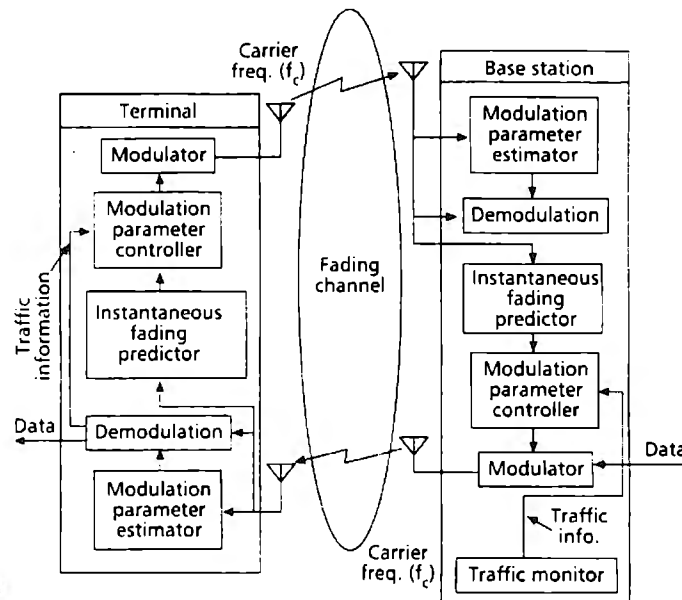 Carrier
freq. (fc)
Terminal
Modulator
Modulation
parameter
controller
Traffic
information
Instantaneous
fading
predictor
Data
Demodulation
Modulation
parameter
estimator
Fading
channel
Carrier
freq. (fc)
Base station
Modulation
parameter
estimator
Demodulation
Instantaneous
fading
predictor
Modulation
parameter
controller
Modulator
Data
Traffic
info.
Traffic monitor